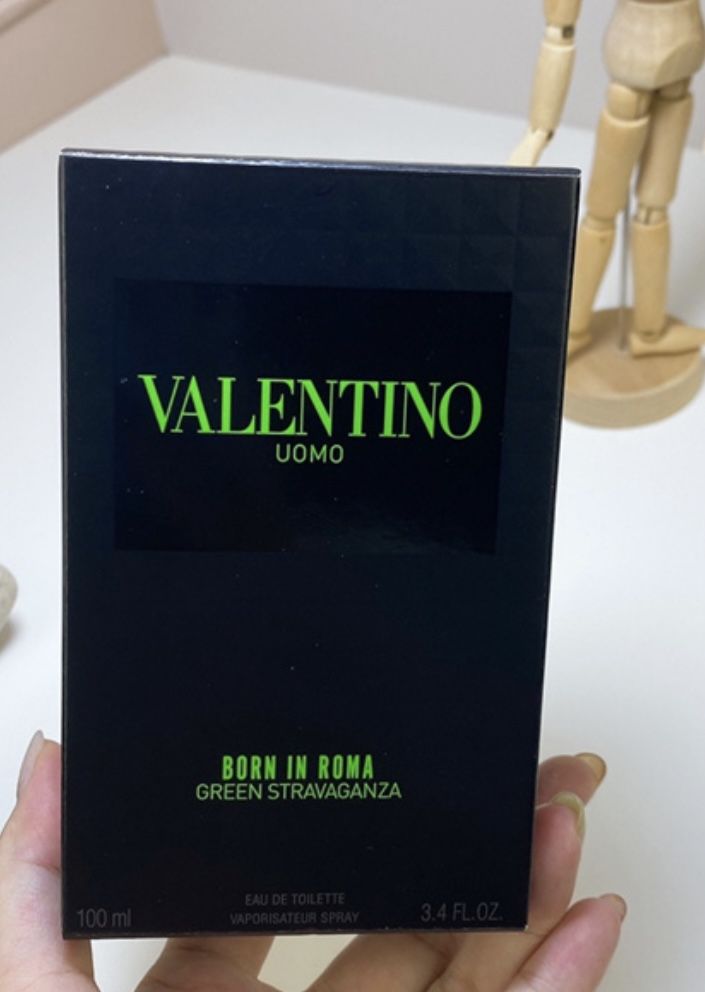 VALENTINO
UOMO
BORN IN ROMA
GREEN STRAVAGANZA
EAU DE TOILETTE
100 ml VAPORISATEUR SPRAY 3.4 FL.OZ.